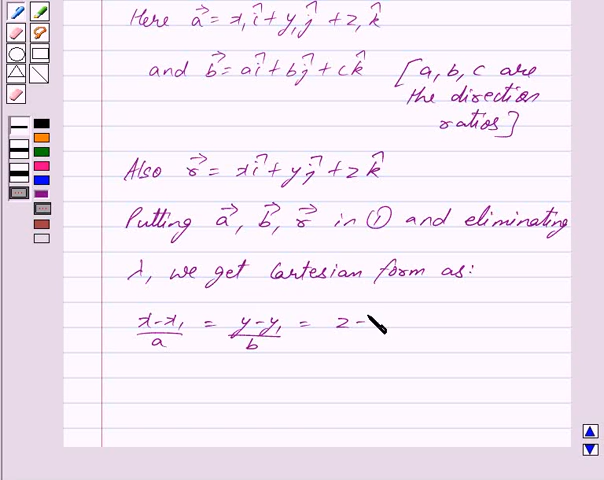 Here a⃗ = x₁î + y₁ĵ + z₁k̂
and b⃗ = aî + bĵ + ck̂ [a, b, c are
the direction
ratios]
Also r⃗ = xî + yĵ + zk̂
Putting a⃗, b⃗, r⃗ in ① and eliminating
λ, we get Cartesian form as:
x-x₁/a = y-y₁/b = z-